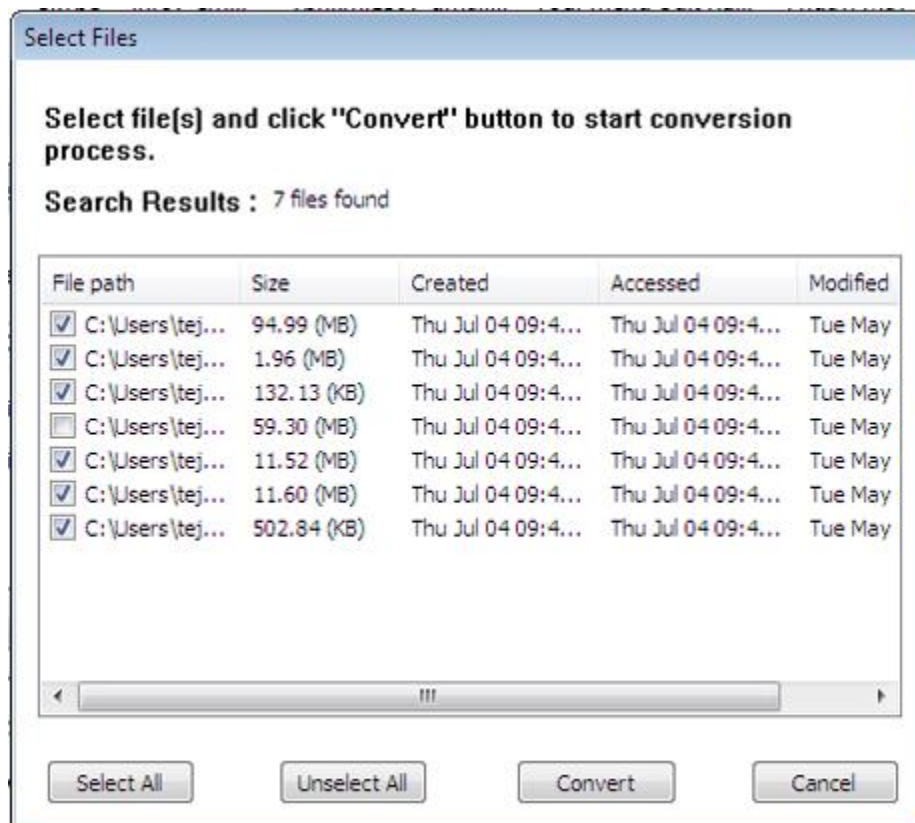 Select Files
Select file(s) and click "Convert" button to start conversion
process.
Search Results : 7 files found
File path Size Created Accessed Modified
C:\Users\tej... 94.99 (MB) Thu Jul 04 09:4... Thu Jul 04 09:4... Tue May
C:\Users\tej... 1.96 (MB) Thu Jul 04 09:4... Thu Jul 04 09:4... Tue May
C:\Users\tej... 132.13 (KB) Thu Jul 04 09:4... Thu Jul 04 09:4... Tue May
C:\Users\tej... 59.30 (MB) Thu Jul 04 09:4... Thu Jul 04 09:4... Tue May
C:\Users\tej... 11.52 (MB) Thu Jul 04 09:4... Thu Jul 04 09:4... Tue May
C:\Users\tej... 11.60 (MB) Thu Jul 04 09:4... Thu Jul 04 09:4... Tue May
C:\Users\tej... 502.84 (KB) Thu Jul 04 09:4... Thu Jul 04 09:4... Tue May
Select All Unselect All Convert Cancel